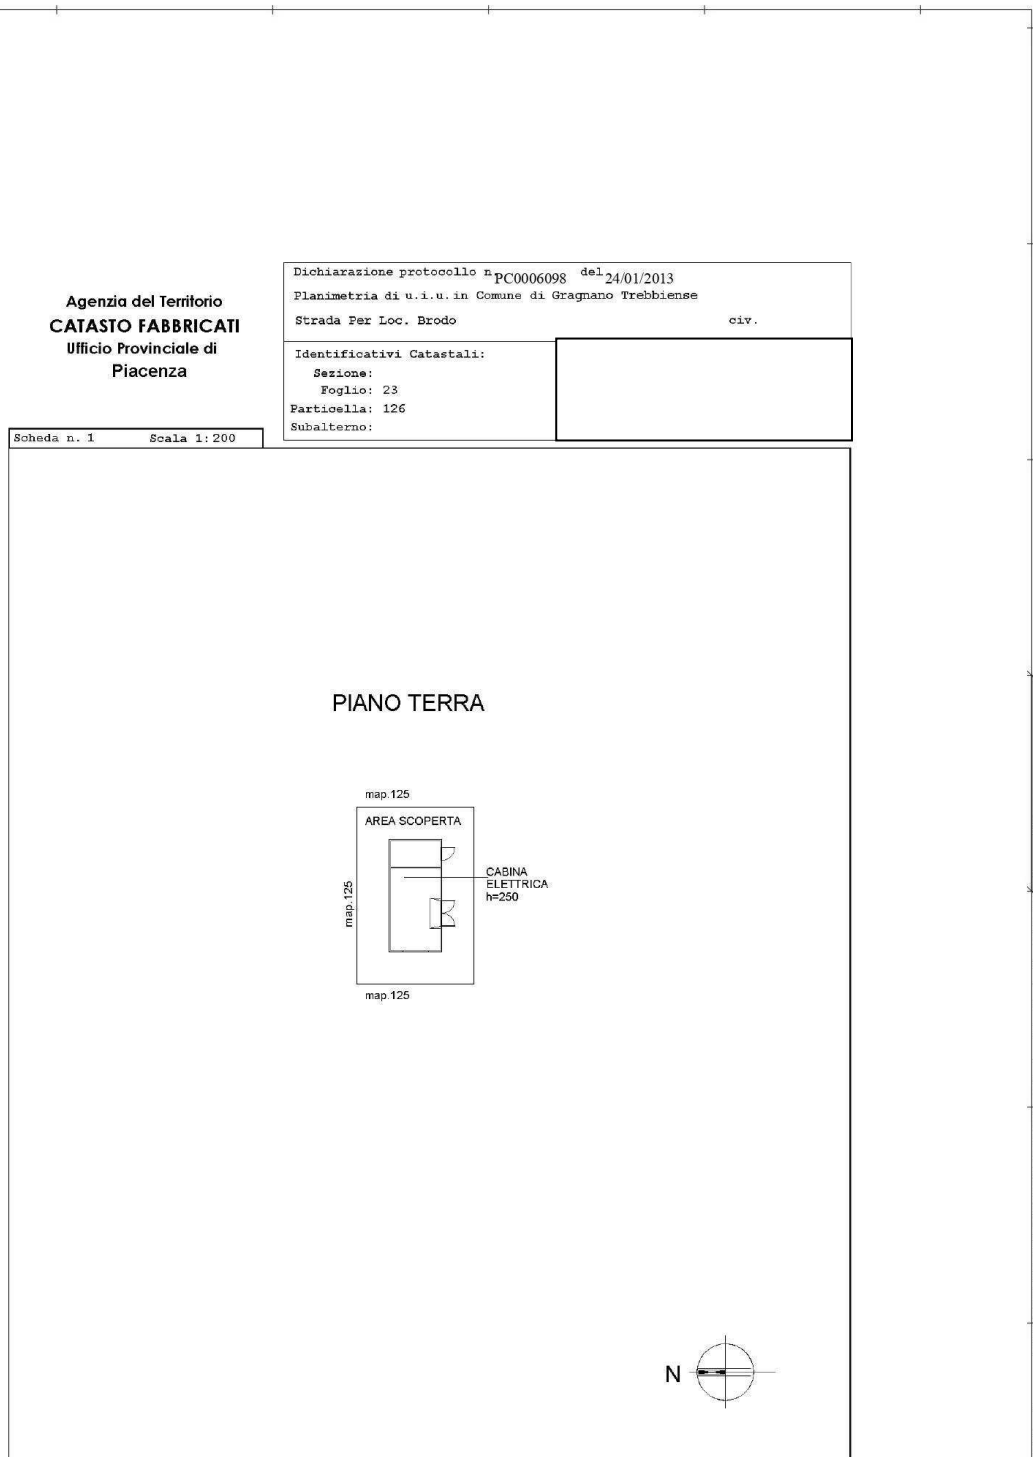 Agenzia del Territorio
CATASTO FABBRICATI
Ufficio Provinciale di
Piacenza
Dichiarazione protocollo n. PC0006098 del 24/01/2013
Planimetria di u.i.u. in Comune di Gragnano Trebbiense
Strada Per Loc. Brodo civ.
Identificativi Catastali:
Sezione:
Foglio: 23
Particella: 126
Subalterno:
Scheda n. 1 Scala 1:200
PIANO TERRA
map.125
AREA SCOPERTA
CABINA
ELETTRICA
h=250
map.125
map.125
N